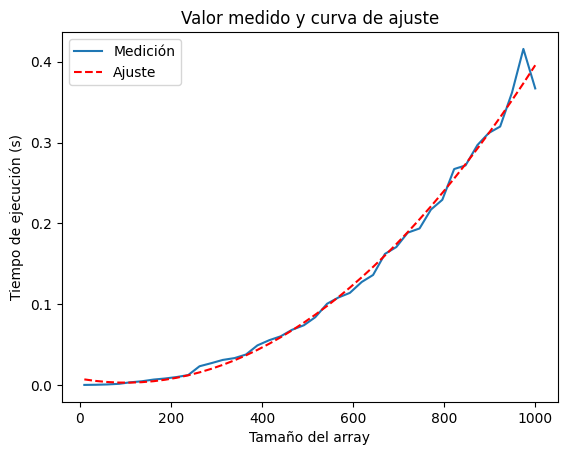 Valor medido y curva de ajuste
Medición
Ajuste
Tiempo de ejecución (s)
0.4
0.3
0.2
0.1
0.0
0 200 400 600 800 1000
Tamaño del array